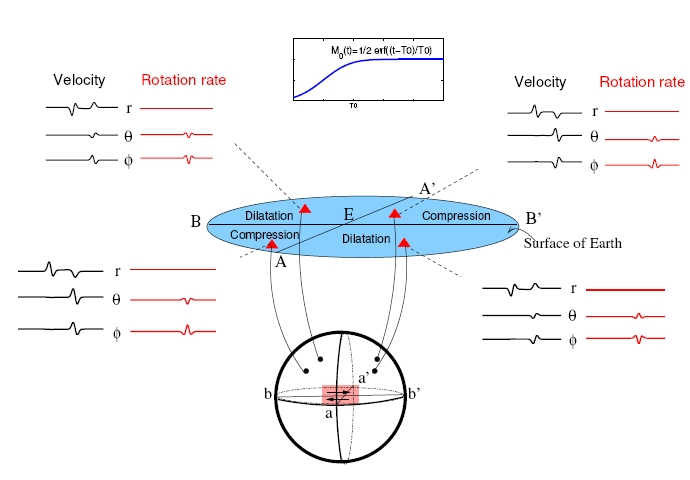 M0(t)=1/2 erf((t−T0)/T0)
T0
Velocity Rotation rate
r
θ
ϕ
Velocity Rotation rate
r
θ
ϕ
A'
B Dilatation E Compression B'
Compression Dilatation
A
Surface of Earth
r
θ
ϕ
r
θ
ϕ
a'
b b'
a